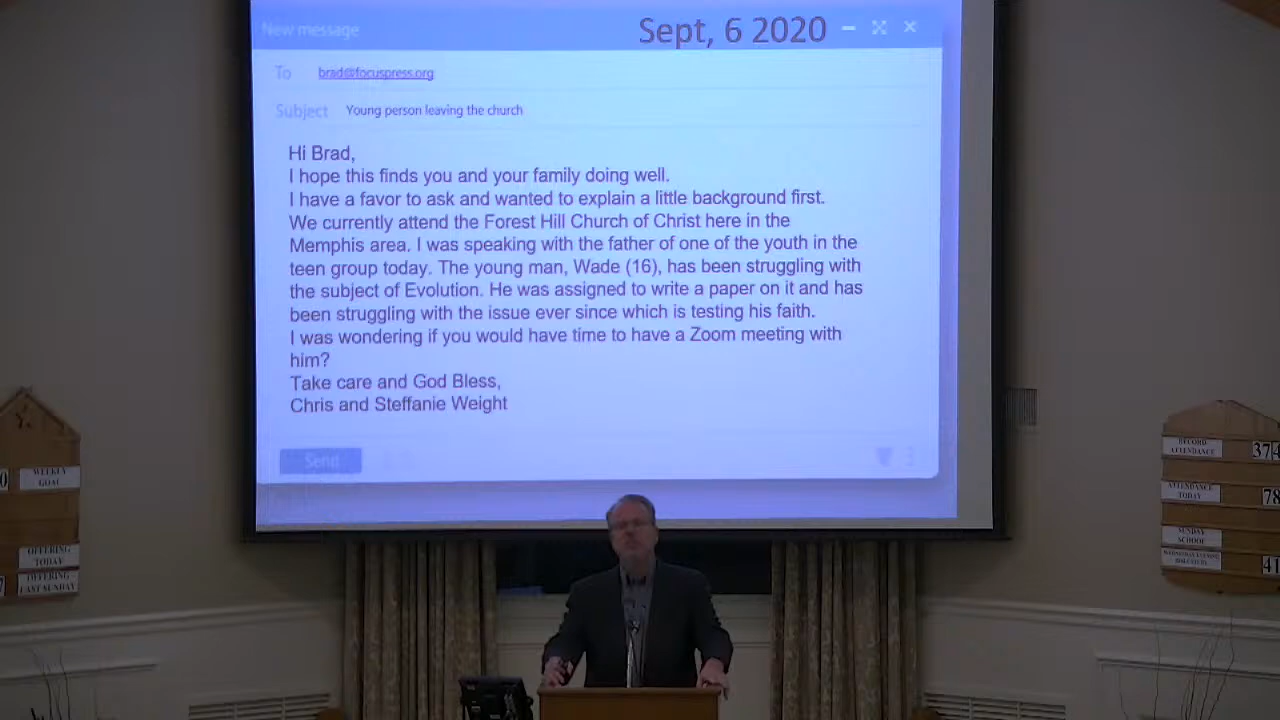 New message
Sept, 6 2020
To brad@focuspress.org
Subject Young person leaving the church
Hi Brad,
I hope this finds you and your family doing well.
I have a favor to ask and wanted to explain a little background first.
We currently attend the Forest Hill Church of Christ here in the
Memphis area. I was speaking with the father of one of the youth in the
teen group today. The young man, Wade (16), has been struggling with
the subject of Evolution. He was assigned to write a paper on it and has
been struggling with the issue ever since which is testing his faith.
I was wondering if you would have time to have a Zoom meeting with
him?
Take care and God Bless,
Chris and Steffanie Weight
Send
WEEKLY
GOAL
OFFERING
TODAY
OFFERING
LAST SUNDAY
RECORD
ATTENDANCE
374
ATTENDANCE
TODAY
78
SUNDAY
SCHOOL
WEDNESDAY EVENING
41